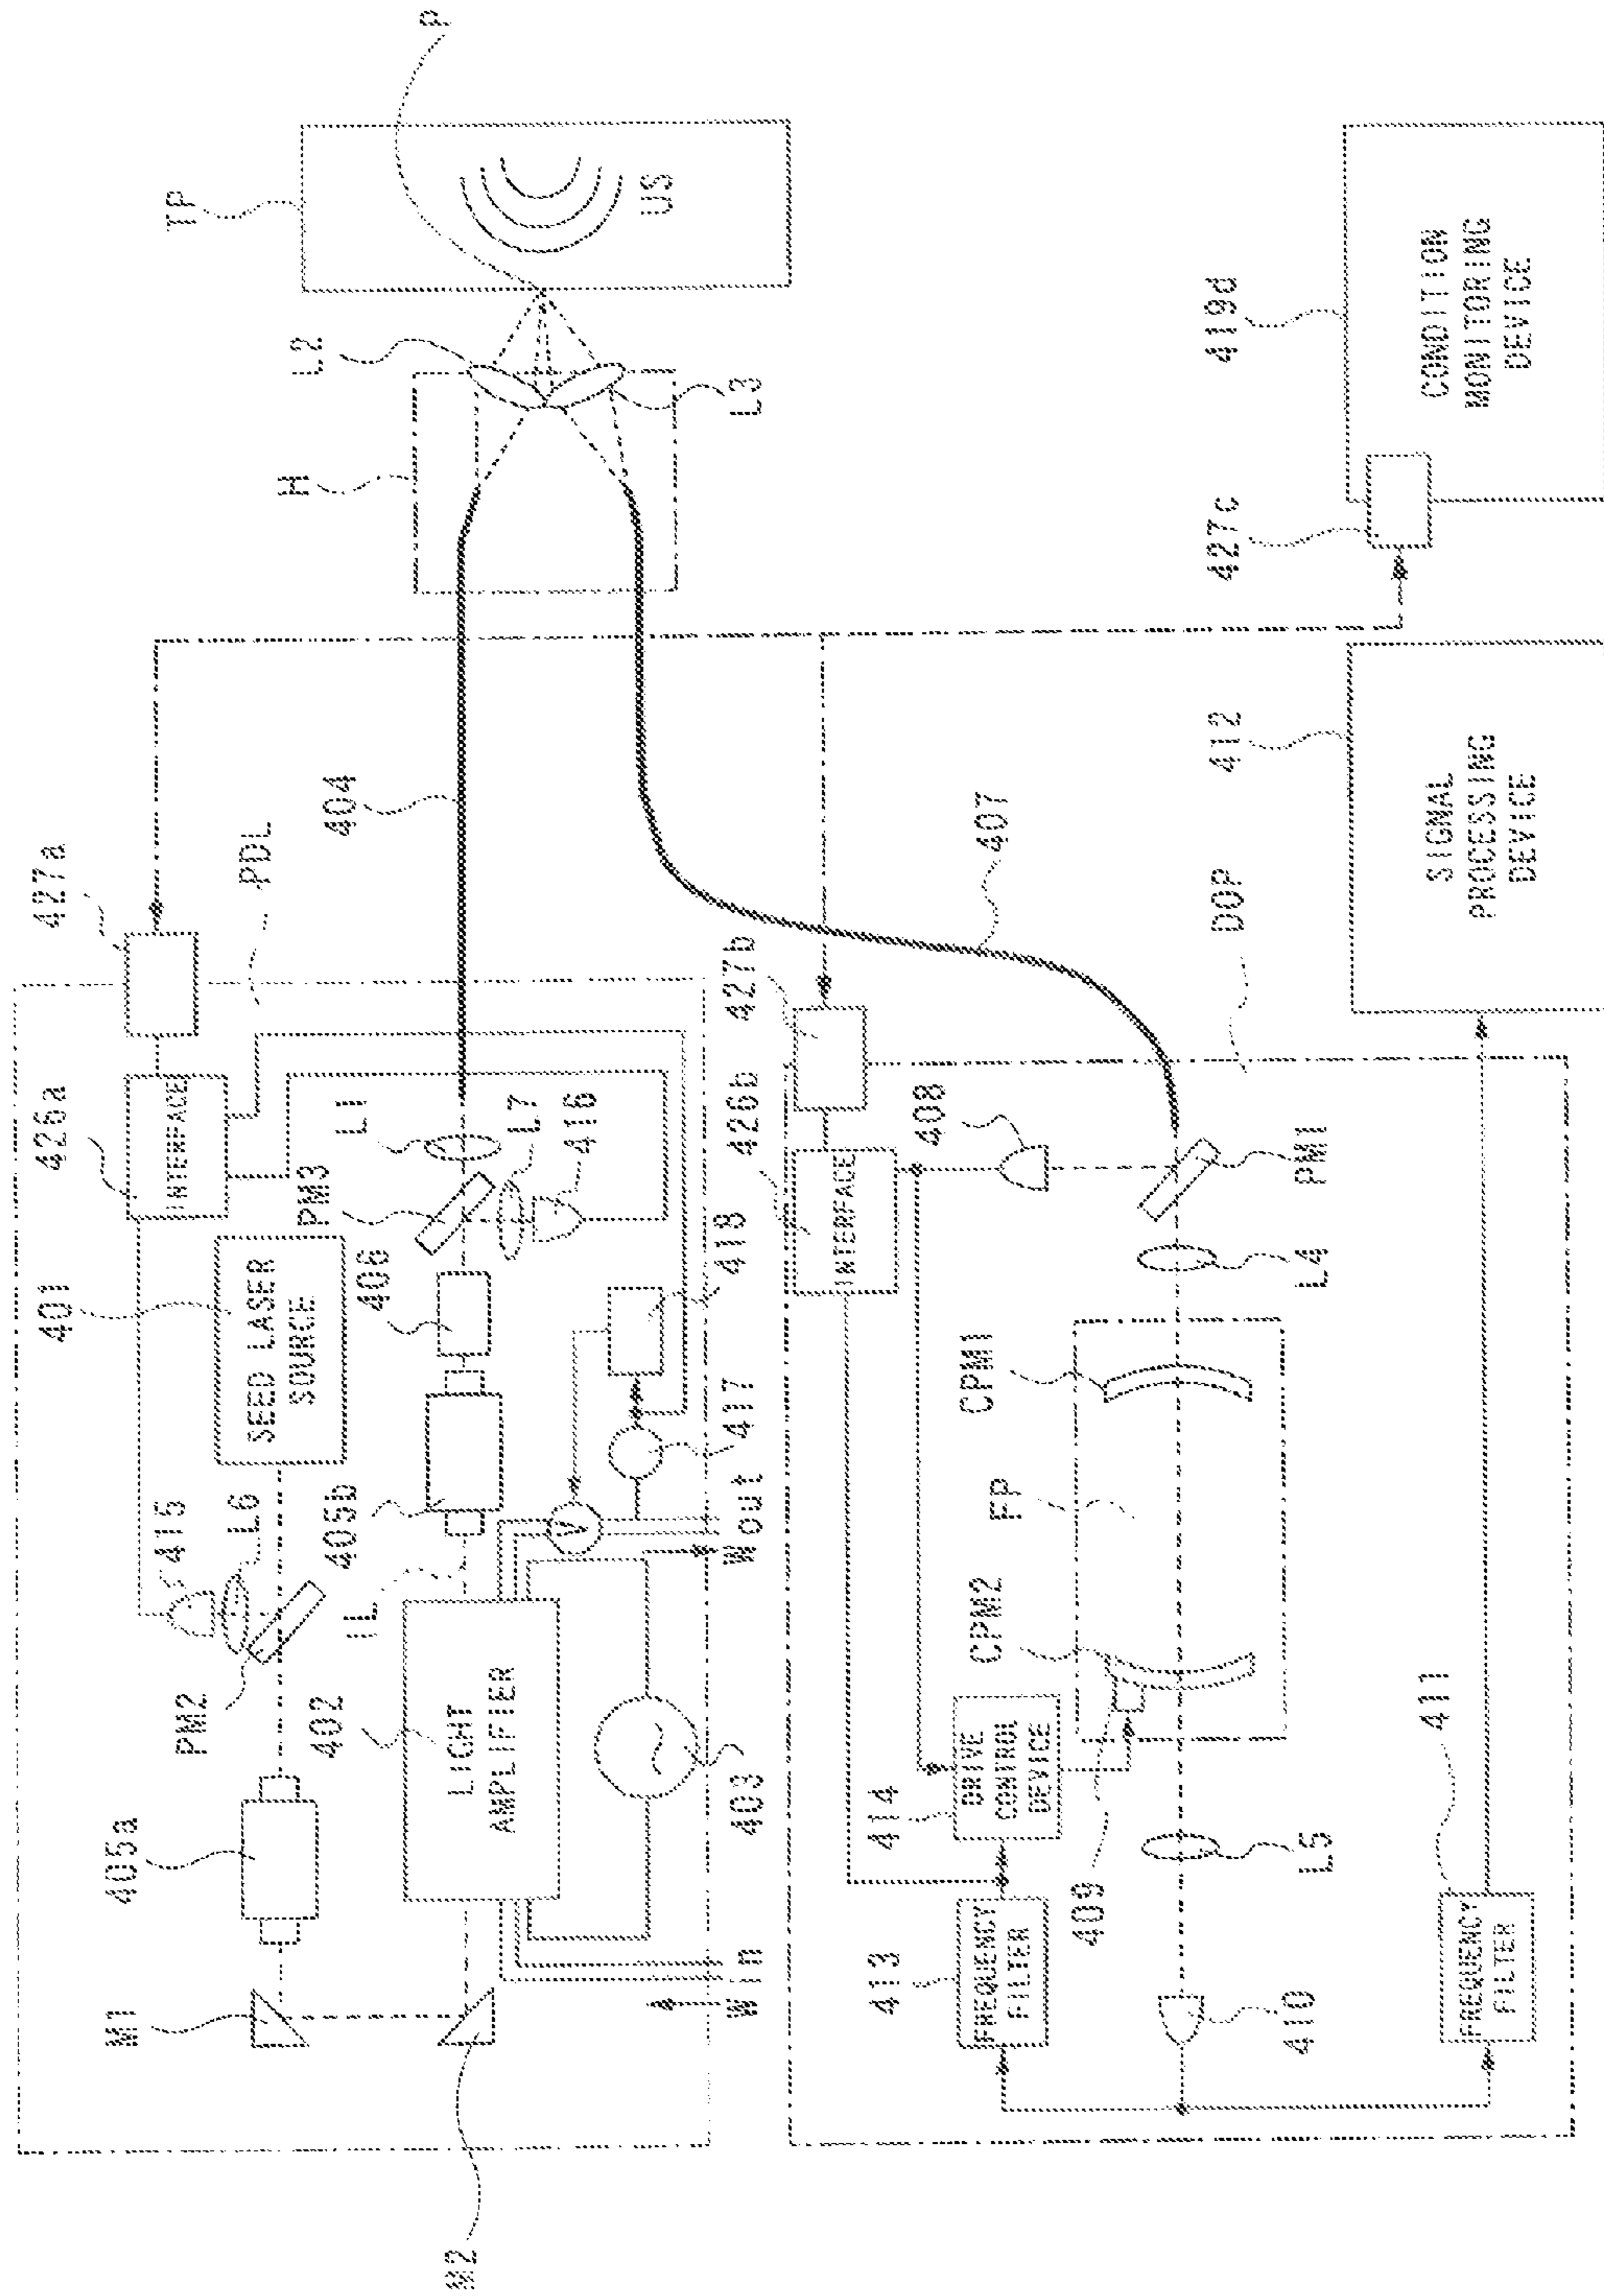 M1
405a
PM2
415
L6
401
SEED LASER
SOURCE
426a
INTERFACE
427a
PDL
TP
P
US
M2
402
LIGHT
AMPLIFIER
IL
405b
406
PM3
L1
L7
416
404
H
L2
L3
403
W in
V
W out
417
418
413
FREQUENCY
FILTER
414
DRIVE
CONTROL
DEVICE
409
CPM2
FP
CPM1
426b
INTERFACE
427b
408
407
410
L5
L4
PM1
DOP
411
FREQUENCY
FILTER
412
SIGNAL
PROCESSING
DEVICE
427c
419d
CONDITION
MONITORING
DEVICE